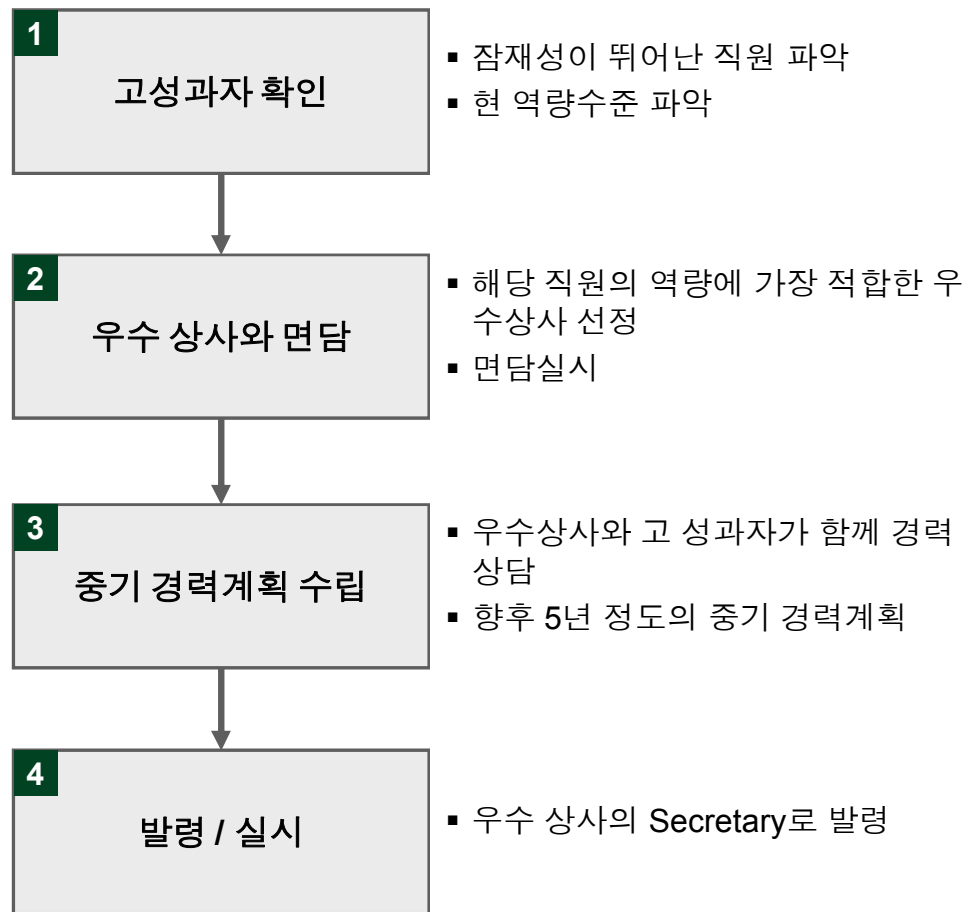 1
고성과자 확인
▪ 잠재성이 뛰어난 직원 파악
▪ 현 역량수준 파악
2
우수 상사와 면담
▪ 해당 직원의 역량에 가장 적합한 우
수상사 선정
▪ 면담실시
3
중기 경력계획 수립
▪ 우수상사와 고 성과자가 함께 경력
상담
▪ 향후 5년 정도의 중기 경력계획
4
발령 / 실시
▪ 우수 상사의 Secretary로 발령